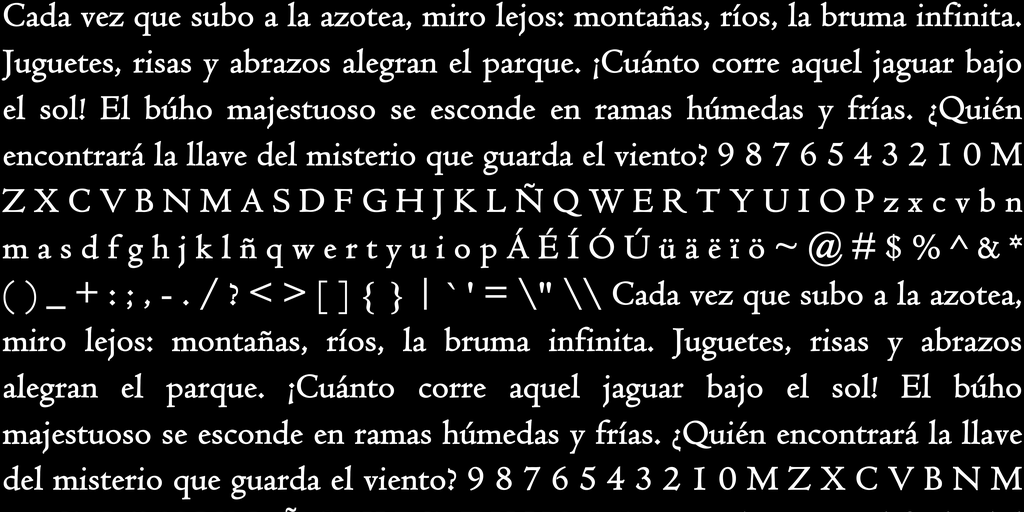 Cada vez que subo a la azotea, miro lejos: montañas, ríos, la bruma infinita.
Juguetes, risas y abrazos alegran el parque. ¡Cuánto corre aquel jaguar bajo
el sol! El búho majestuoso se esconde en ramas húmedas y frías. ¿Quién
encontrará la llave del misterio que guarda el viento? 9 8 7 6 5 4 3 2 1 0 M
Z X C V B N M A S D F G H J K L Ñ Q W E R T Y U I O P z x c v b n
m a s d f g h j k l ñ q w e r t y u i o p Á É Í Ó Ú ü ä ë ï ö ~ @ # $ % ^ & *
( ) _ + : ; , - . / ? < > [ ] { } | ` ' = \" \\ Cada vez que subo a la azotea,
miro lejos: montañas, ríos, la bruma infinita. Juguetes, risas y abrazos
alegran el parque. ¡Cuánto corre aquel jaguar bajo el sol! El búho
majestuoso se esconde en ramas húmedas y frías. ¿Quién encontrará la llave
del misterio que guarda el viento? 9 8 7 6 5 4 3 2 1 0 M Z X C V B N M